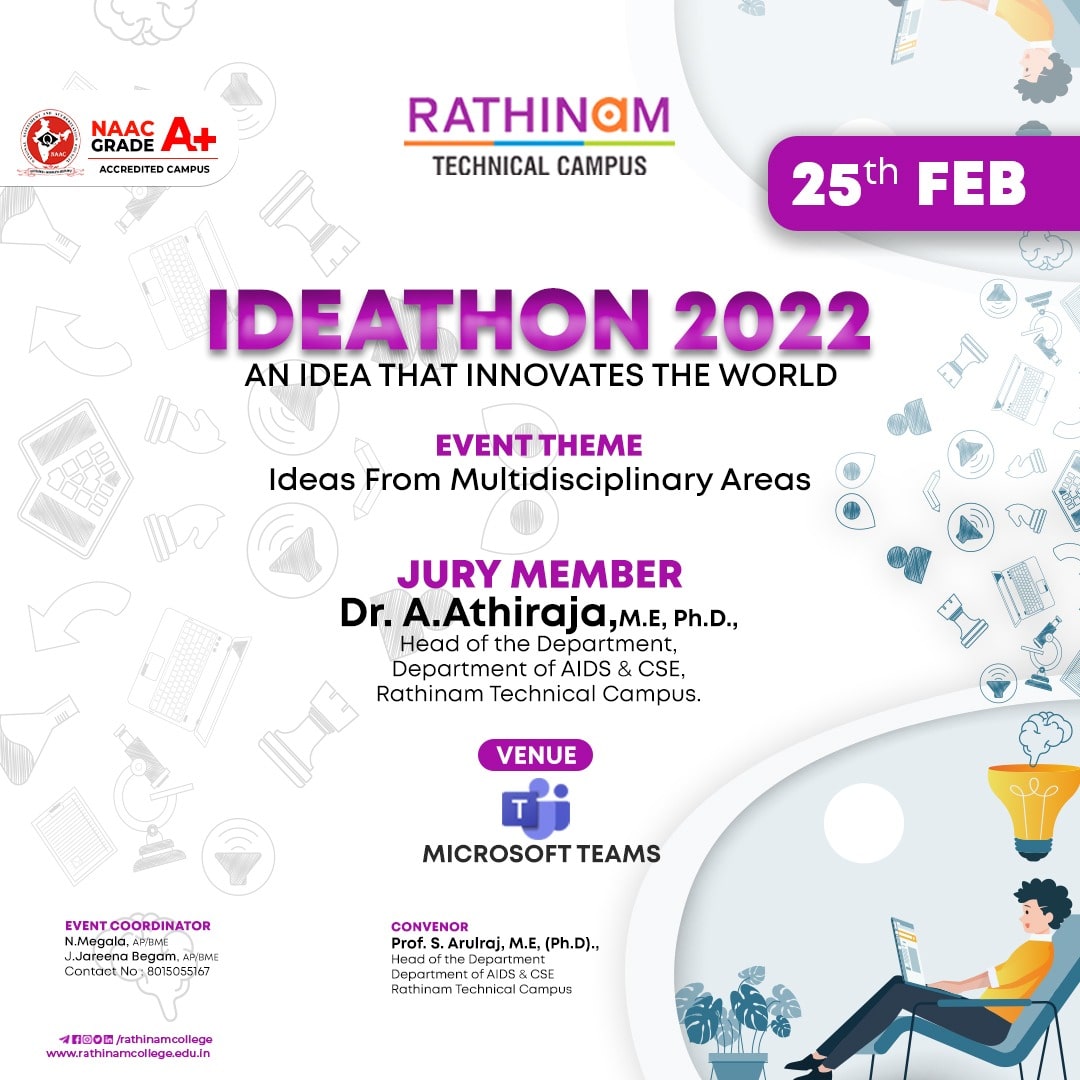 NAAC
GRADE A+
ACCREDITED CAMPUS
NAAC
RATHINAM
TECHNICAL CAMPUS
25th FEB
IDEATHON 2022
AN IDEA THAT INNOVATES THE WORLD
EVENT THEME
Ideas From Multidisciplinary Areas
JURY MEMBER
Dr. A.Athiraja,M.E, Ph.D.,
Head of the Department,
Department of AIDS & CSE,
Rathinam Technical Campus.
VENUE
T
MICROSOFT TEAMS
EVENT COORDINATOR
N.Megala, AP/BME
J.Jareena Begam, AP/BME
Contact No : 8015055167
CONVENOR
Prof. S. Arulraj, M.E, (Ph.D).,
Head of the Department
Department of AIDS & CSE
Rathinam Technical Campus
/rathinamcollege
www.rathinamcollege.edu.in